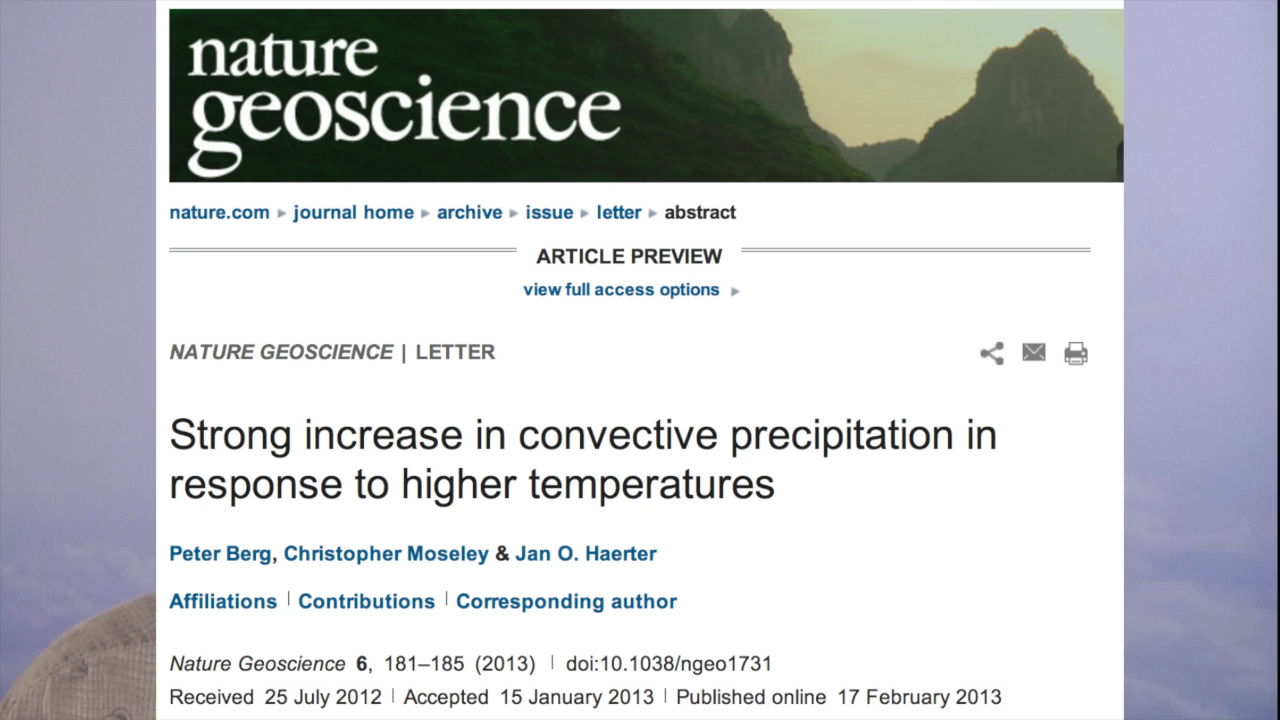 nature
geoscience
nature.com ▸ journal home ▸ archive ▸ issue ▸ letter ▸ abstract
ARTICLE PREVIEW
view full access options ▸
NATURE GEOSCIENCE | LETTER
Strong increase in convective precipitation in
response to higher temperatures
Peter Berg, Christopher Moseley & Jan O. Haerter
Affiliations | Contributions | Corresponding author
Nature Geoscience 6, 181–185 (2013) | doi:10.1038/ngeo1731
Received 25 July 2012 | Accepted 15 January 2013 | Published online 17 February 2013